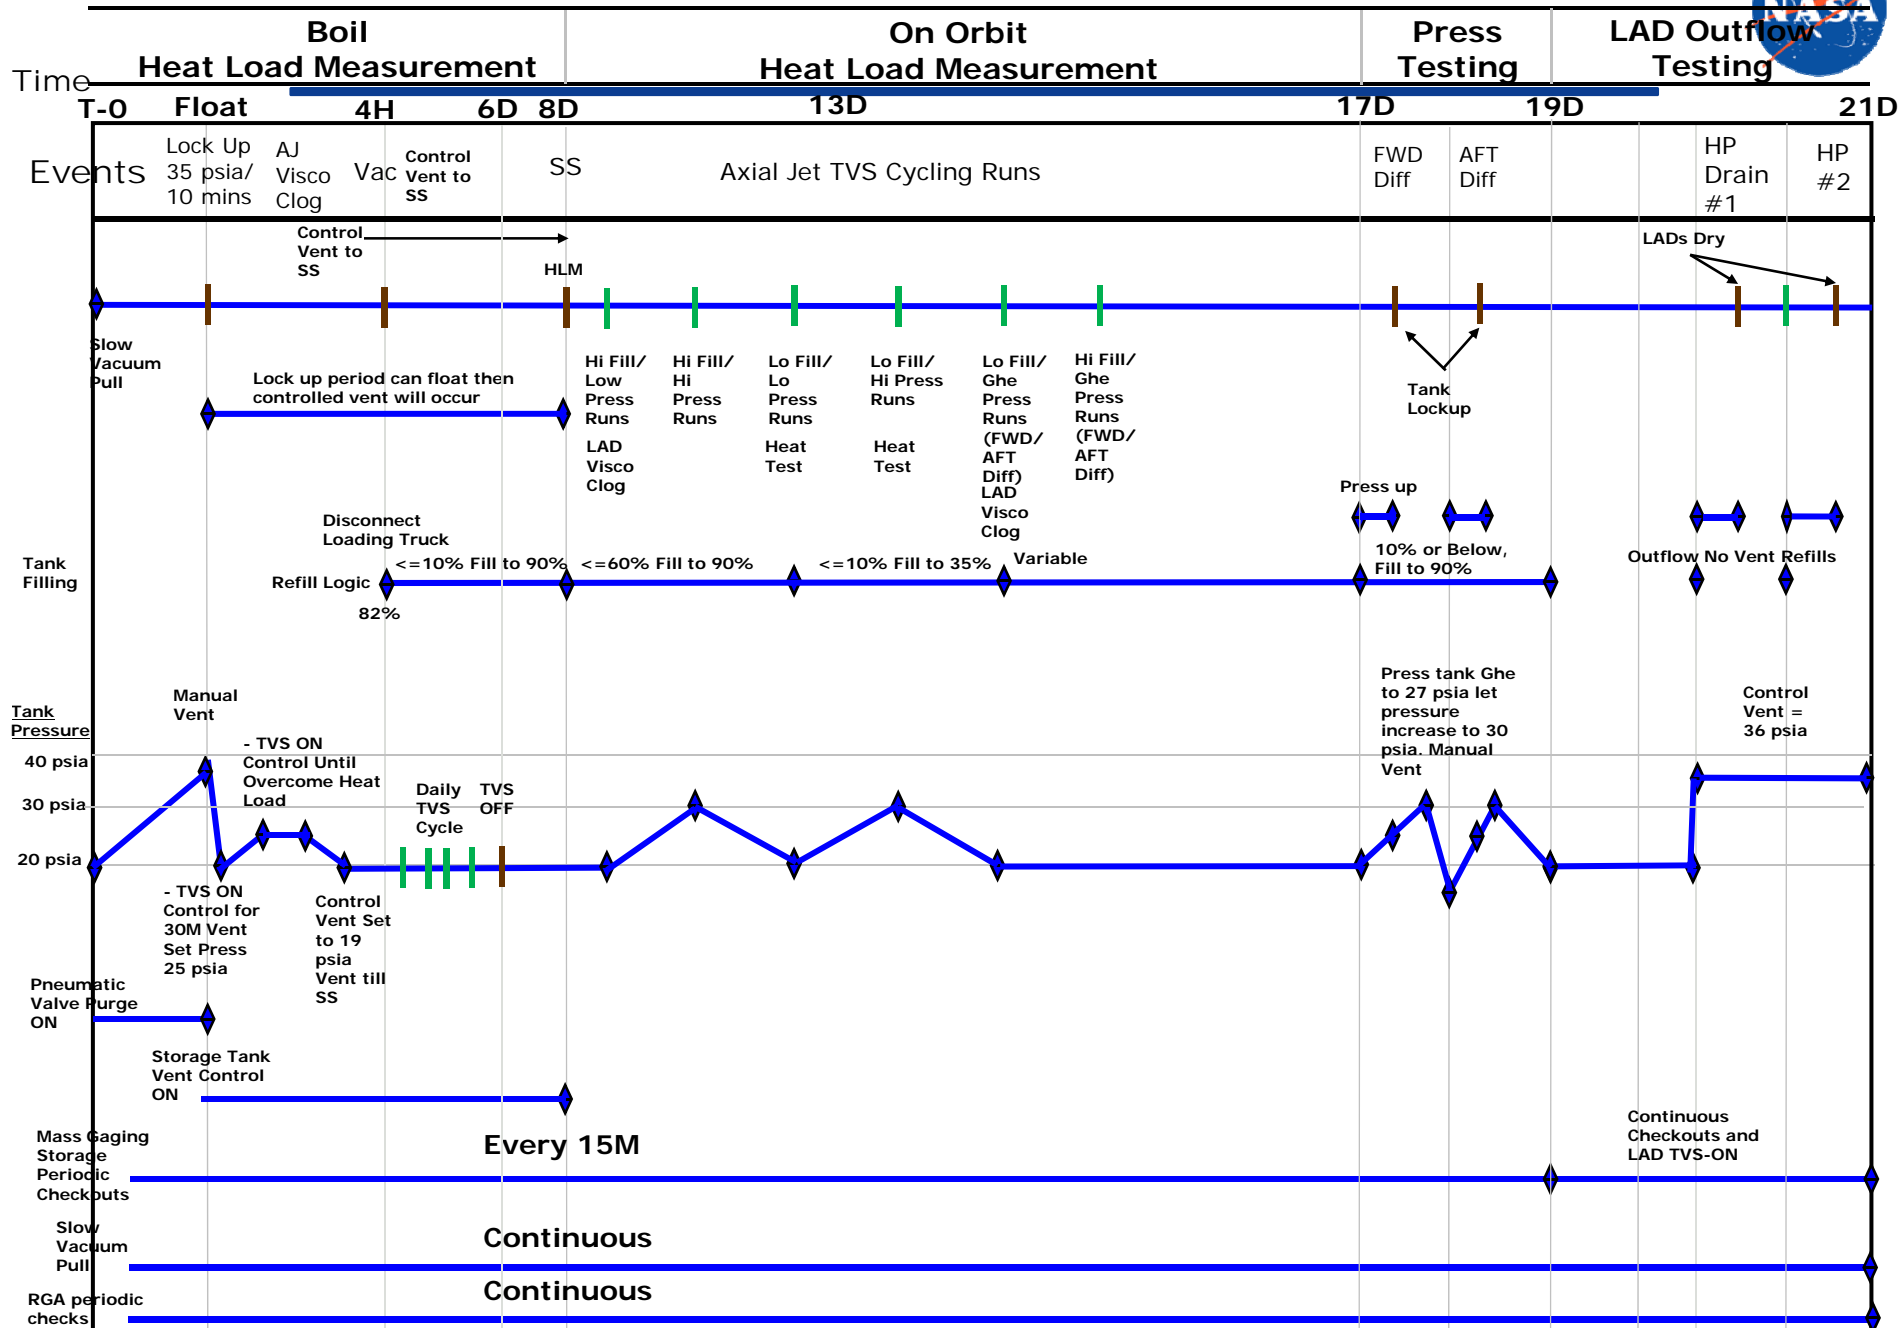 NASA
Boil
Heat Load Measurement
On Orbit
Heat Load Measurement
Press
Testing
LAD Outflow
Testing
Time
T-0
Float
4H
6D
8D
13D
17D
19D
21D
Events
Lock Up
35 psia/
10 mins
AJ
Visco
Clog
Vac
Control
Vent to
SS
SS
Axial Jet TVS Cycling Runs
FWD
Diff
AFT
Diff
HP
Drain
#1
HP
#2
Control
Vent to
SS
HLM
LADs Dry
Slow
Vacuum
Pull
Lock up period can float then
controlled vent will occur
Hi Fill/
Low
Press
Runs
LAD
Visco
Clog
Hi Fill/
Hi
Press
Runs
Lo Fill/
Lo
Press
Runs
Heat
Test
Lo Fill/
Hi Press
Runs
Heat
Test
Lo Fill/
Ghe
Press
Runs
(FWD/
AFT
Diff)
LAD
Visco
Clog
Hi Fill/
Ghe
Press
Runs
(FWD/
AFT
Diff)
Tank
Lockup
Press up
Disconnect
Loading Truck
Tank
Filling
Refill Logic
<=10% Fill to 90%
<=60% Fill to 90%
<=10% Fill to 35%
Variable
10% or Below,
Fill to 90%
Outflow No Vent Refills
82%
Tank
Pressure
40 psia
30 psia
20 psia
Manual
Vent
- TVS ON
Control Until
Overcome Heat
Load
Daily
TVS
Cycle
TVS
OFF
Press tank Ghe
to 27 psia let
pressure
increase to 30
psia. Manual
Vent
Control
Vent =
36 psia
- TVS ON
Control for
30M Vent
Set Press
25 psia
Control
Vent Set
to 19
psia
Vent till
SS
Pneumatic
Valve Purge
ON
Storage Tank
Vent Control
ON
Mass Gaging
Storage
Periodic
Checkouts
Every 15M
Continuous
Checkouts and
LAD TVS-ON
Slow
Vacuum
Pull
Continuous
RGA periodic
checks
Continuous